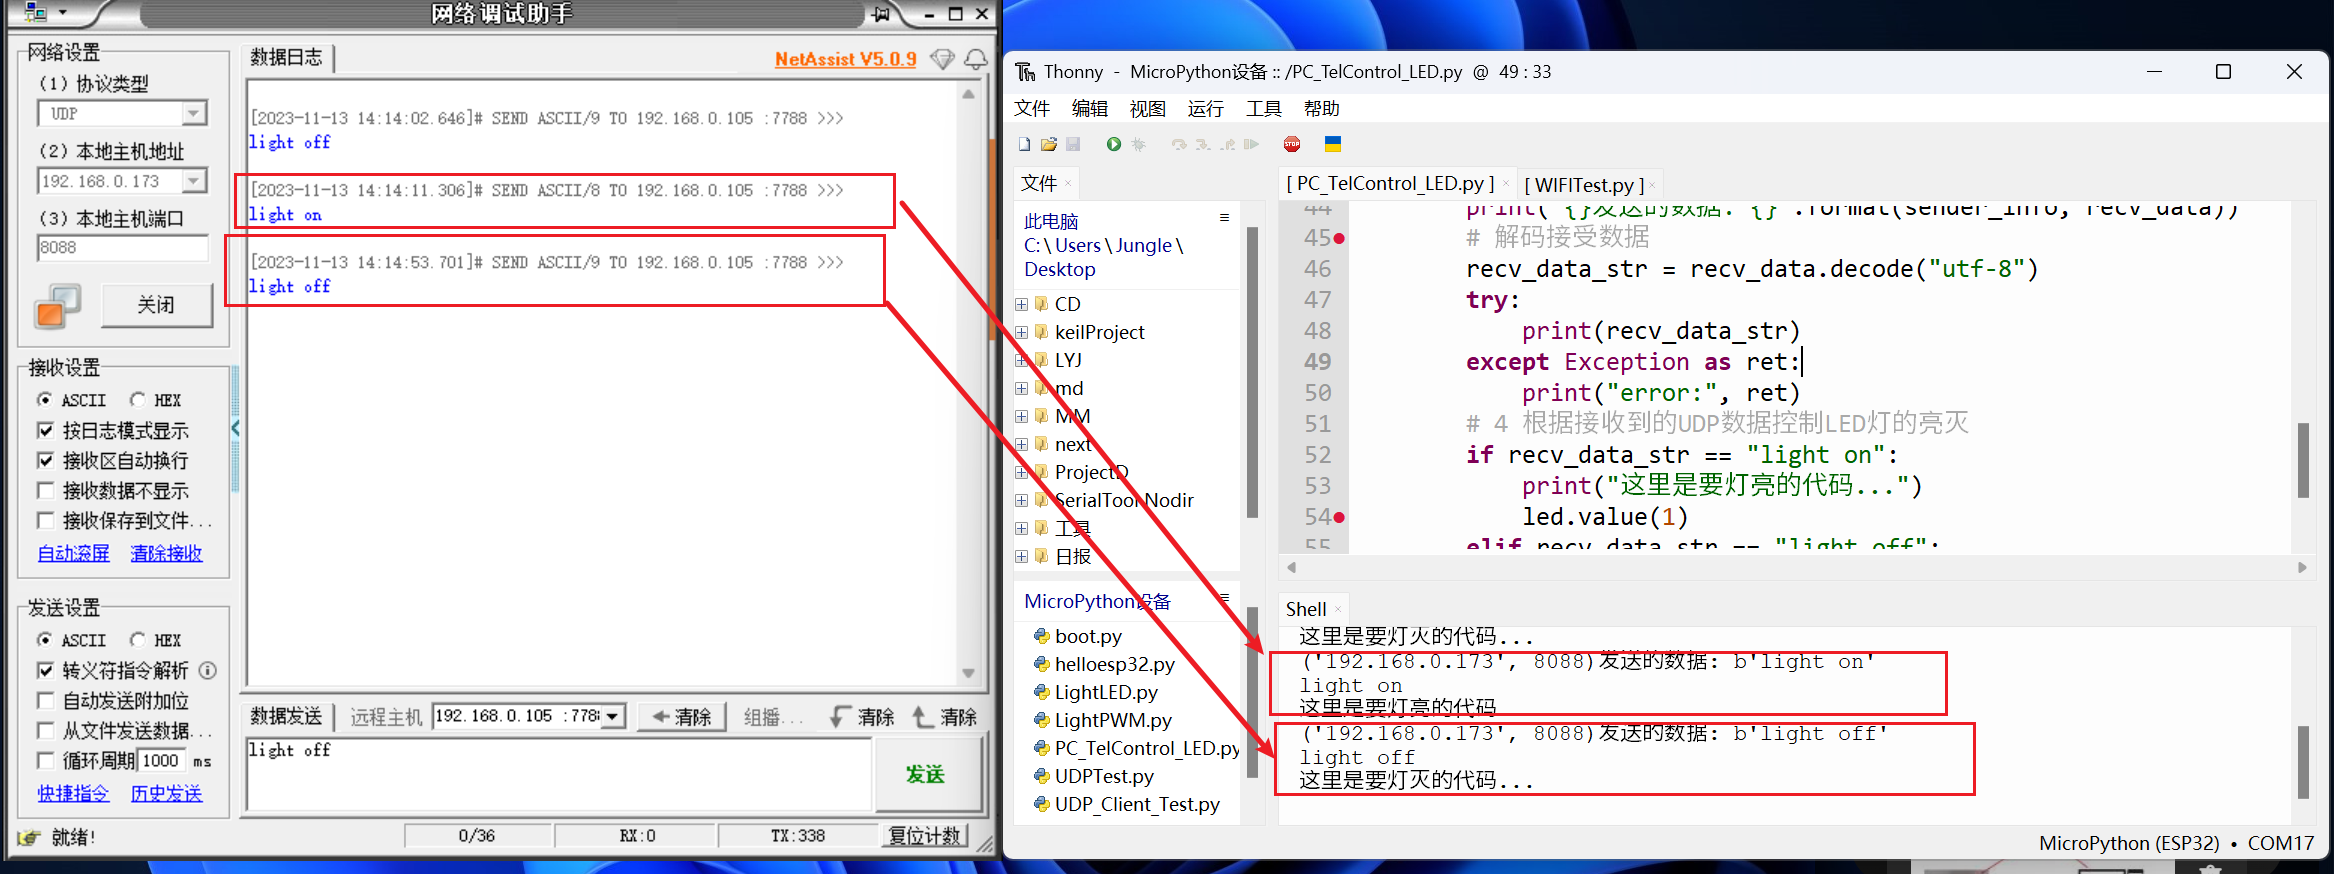 网络调试助手
网络设置
(1) 协议类型
UDP
(2) 本地主机地址
192.168.0.173
(3) 本地主机端口
8088
关闭
接收设置
ASCII HEX
按日志模式显示
接收区自动换行
接收数据不显示
接收保存到文件...
自动滚屏 清除接收
发送设置
ASCII HEX
转义符指令解析
自动发送附加位
从文件发送数据...
循环周期 1000 ms
快捷指令 历史发送
就绪!
数据日志
NetAssist V5.0.9
[2023-11-13 14:14:02.646]# SEND ASCII/9 TO 192.168.0.105 :7788 >>>
light off
[2023-11-13 14:14:11.306]# SEND ASCII/8 TO 192.168.0.105 :7788 >>>
light on
[2023-11-13 14:14:53.701]# SEND ASCII/9 TO 192.168.0.105 :7788 >>>
light off
数据发送 远程主机 192.168.0.105 :778 清除 组播... 清除 清除
light off
发送
0/36 RX:0 TX:338 复位计数
Thonny - MicroPython设备 :: /PC_TelControl_LED.py @ 49 : 33
文件 编辑 视图 运行 工具 帮助
STOP
文件
此电脑
C: \ Users \ Jungle \
Desktop
CD
keilProject
LYJ
md
MM
next
ProjectD
SerialTool Nodir
工具
日报
MicroPython设备
boot.py
helloesp32.py
LightLED.py
LightPWM.py
PC_TelControl_LED.py
UDPTest.py
UDP_Client_Test.py
[ PC_TelControl_LED.py ] [ WIFITest.py ]
44 print("{}发送的数据: {}".format(sender_info, recv_data))
45 # 解码接受数据
46 recv_data_str = recv_data.decode("utf-8")
47 try:
48 print(recv_data_str)
49 except Exception as ret:
50 print("error:", ret)
51 # 4 根据接收到的UDP数据控制LED灯的亮灭
52 if recv_data_str == "light on":
53 print("这里是要灯亮的代码...")
54 led.value(1)
55 elif recv_data_str == "light off":
Shell
这里是要灯灭的代码...
('192.168.0.173', 8088)发送的数据: b'light on'
light on
这里是要灯亮的代码...
('192.168.0.173', 8088)发送的数据: b'light off'
light off
这里是要灯灭的代码...
MicroPython (ESP32) • COM17